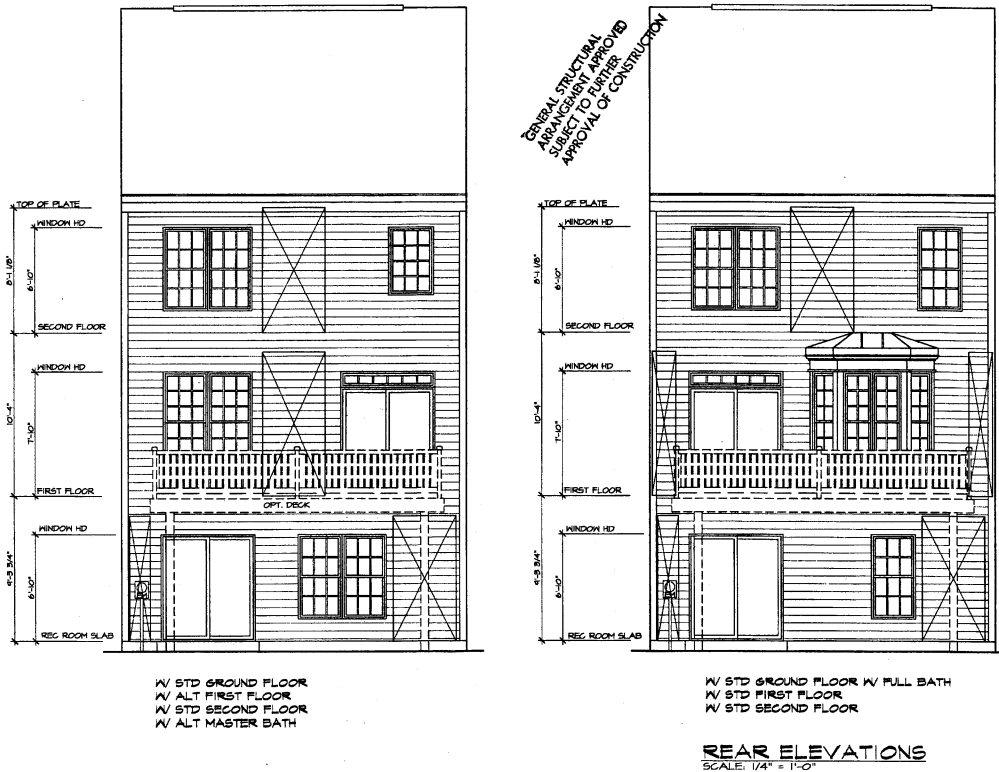 GENERAL STRUCTURAL
ARRANGEMENT APPROVED
SUBJECT TO FURTHER
APPROVAL OF CONSTRUCTION
TOP OF PLATE
WINDOW HD
8'-1 1/8"
6'-10"
SECOND FLOOR
WINDOW HD
10'-4"
7'-10"
FIRST FLOOR
OPT. DECK
WINDOW HD
9'-3 3/4"
6'-10"
REC ROOM SLAB
W/ STD GROUND FLOOR
W/ ALT FIRST FLOOR
W/ STD SECOND FLOOR
W/ ALT MASTER BATH
TOP OF PLATE
WINDOW HD
8'-1 1/8"
6'-10"
SECOND FLOOR
WINDOW HD
10'-4"
7'-10"
FIRST FLOOR
WINDOW HD
9'-3 3/4"
6'-10"
REC ROOM SLAB
W/ STD GROUND FLOOR W/ FULL BATH
W/ STD FIRST FLOOR
W/ STD SECOND FLOOR
REAR ELEVATIONS
SCALE: 1/4" = 1'-0"